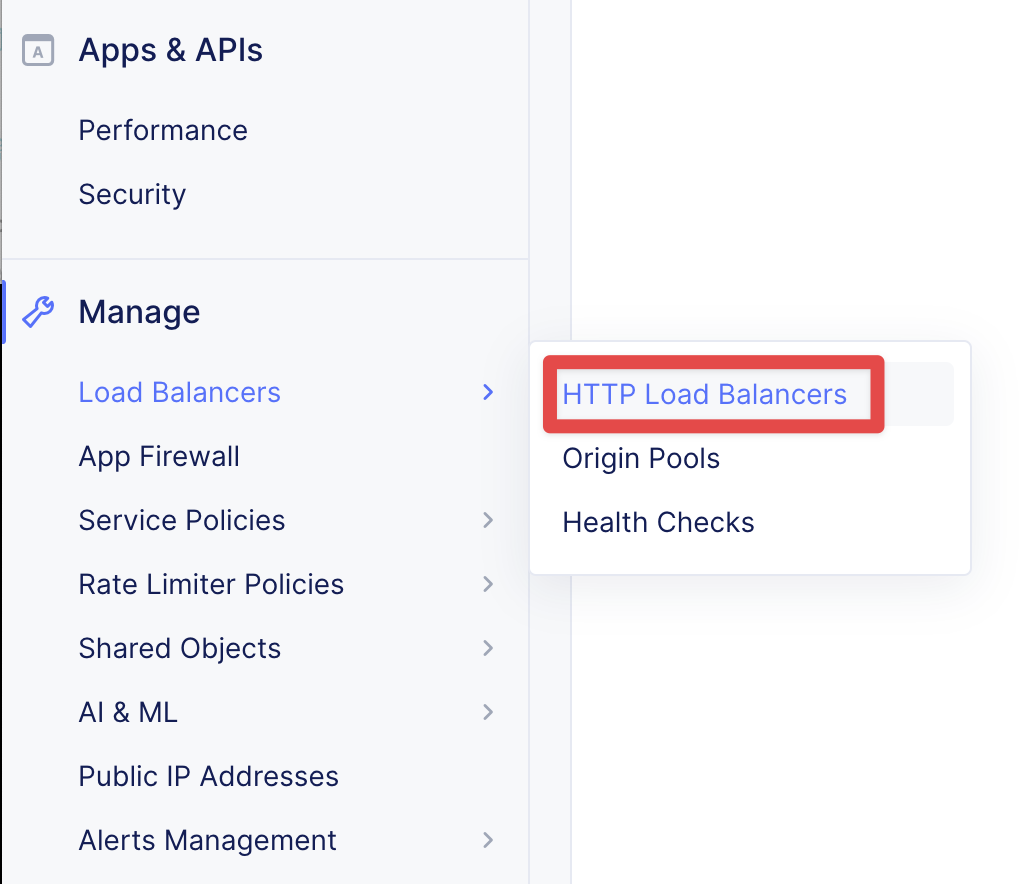 A
Apps & APIs
Performance
Security
Manage
Load Balancers
HTTP Load Balancers
Origin Pools
Health Checks
App Firewall
Service Policies
Rate Limiter Policies
Shared Objects
AI & ML
Public IP Addresses
Alerts Management